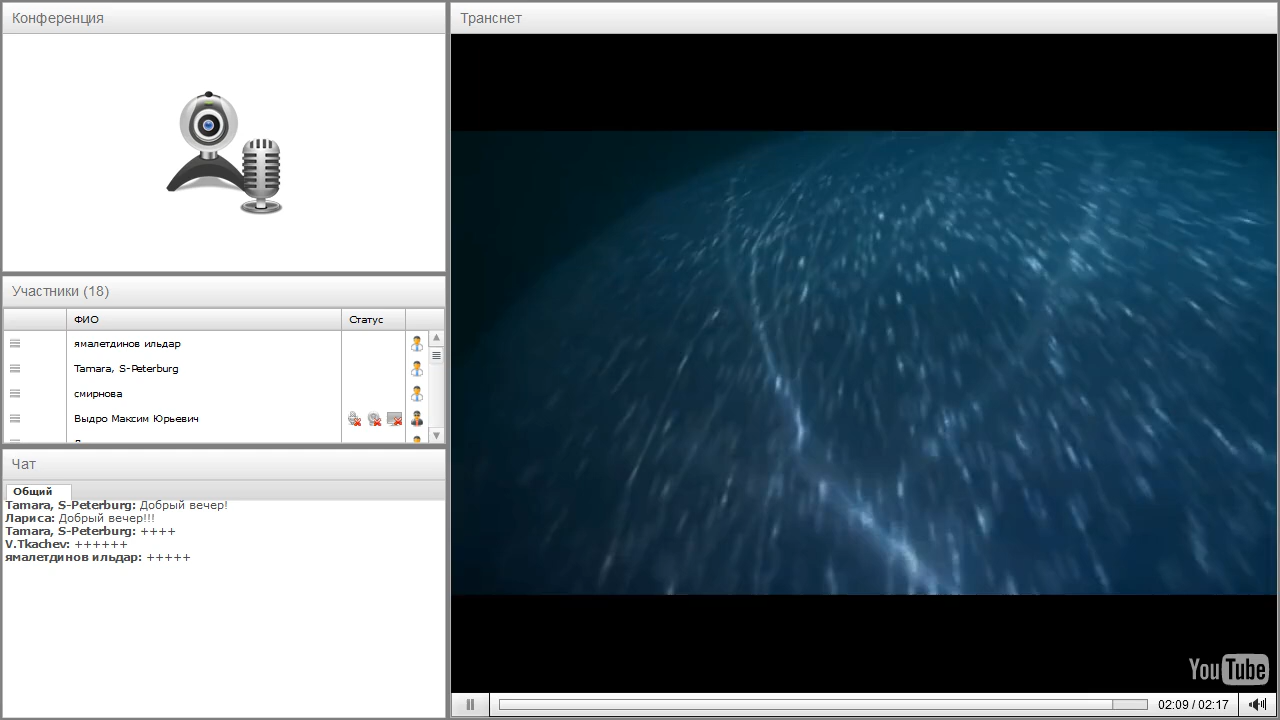 Конференция
Транснет
Участники (18)
ФИО Статус
ямалетдинов ильдар
Tamara, S-Peterburg
смирнова
Выдро Максим Юрьевич
Чат
Общий
Tamara, S-Peterburg: Добрый вечер!
Лариса: Добрый вечер!!!
Tamara, S-Peterburg: ++++
V.Tkachev: ++++++
ямалетдинов ильдар: +++++
YouTube
02:09 / 02:17